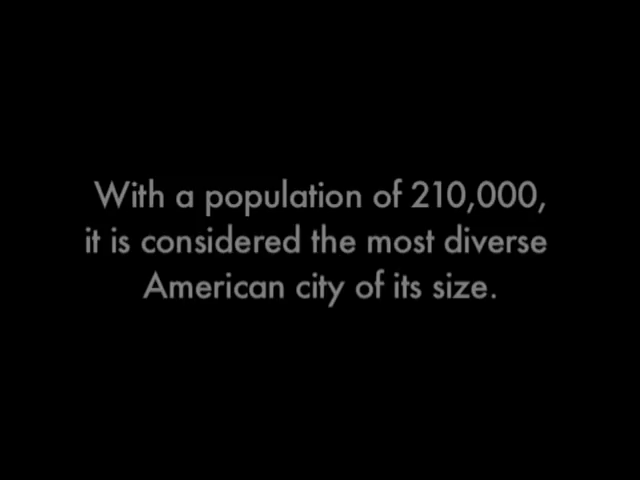 With a population of 210,000,
it is considered the most diverse
American city of its size.